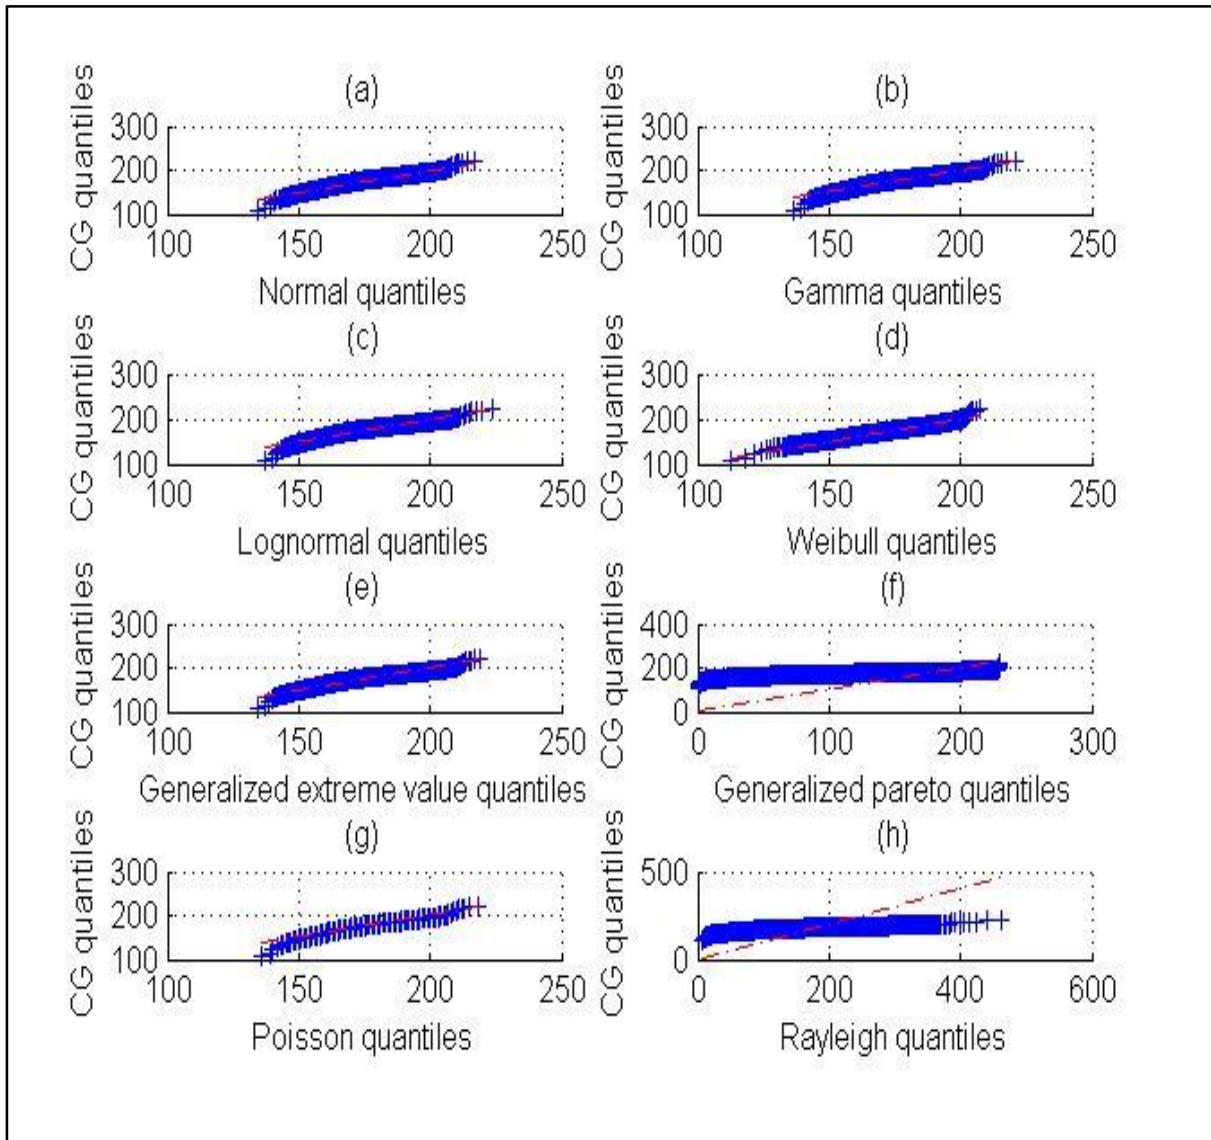 (a)
CG quantiles
300
200
100
100 150 200 250
Normal quantiles
(b)
CG quantiles
300
200
100
100 150 200 250
Gamma quantiles
(c)
CG quantiles
300
200
100
100 150 200 250
Lognormal quantiles
(d)
CG quantiles
300
200
100
100 150 200 250
Weibull quantiles
(e)
CG quantiles
300
200
100
100 150 200 250
Generalized extreme value quantiles
(f)
CG quantiles
400
200
0
0 100 200 300
Generalized pareto quantiles
(g)
CG quantiles
300
200
100
100 150 200 250
Poisson quantiles
(h)
CG quantiles
500
0
0 200 400 600
Rayleigh quantiles